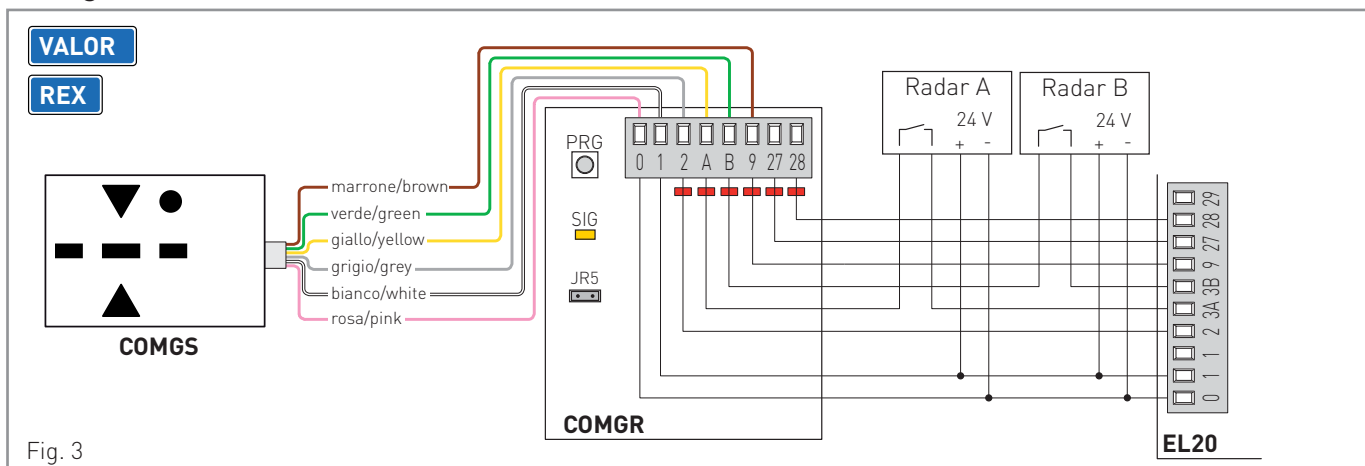 VALOR
REX
COMGS
marrone/brown
verde/green
giallo/yellow
grigio/grey
bianco/white
rosa/pink
PRG
SIG
JR5
0 1 2 A B 9 27 28
COMGR
Radar A
24 V
+ -
Radar B
24 V
+ -
29
28
27
9
3B
3A
2
1
1
0
EL20
Fig. 3